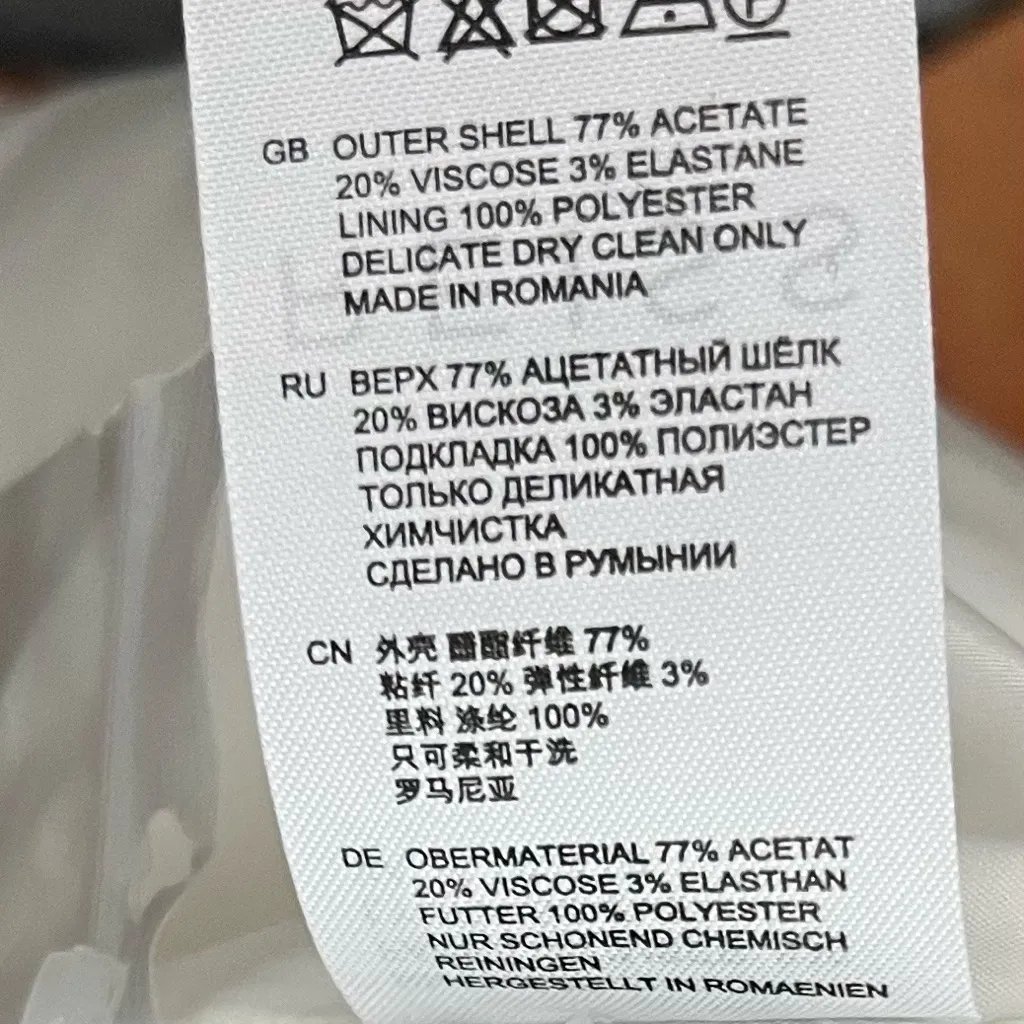 GB OUTER SHELL 77% ACETATE
20% VISCOSE 3% ELASTANE
LINING 100% POLYESTER
DELICATE DRY CLEAN ONLY
MADE IN ROMANIA
RU ВЕРХ 77% АЦЕТАТНЫЙ ШЁЛК
20% ВИСКОЗА 3% ЭЛАСТАН
ПОДКЛАДКА 100% ПОЛИЭСТЕР
ТОЛЬКО ДЕЛИКАТНАЯ
ХИМЧИСТКА
СДЕЛАНО В РУМЫНИИ
CN 外壳 醋酯纤维 77%
粘纤 20% 弹性纤维 3%
里料 涤纶 100%
只可柔和干洗
罗马尼亚
DE OBERMATERIAL 77% ACETAT
20% VISCOSE 3% ELASTHAN
FUTTER 100% POLYESTER
NUR SCHONEND CHEMISCH
REININGEN
HERGESTELLT IN ROMAENIEN